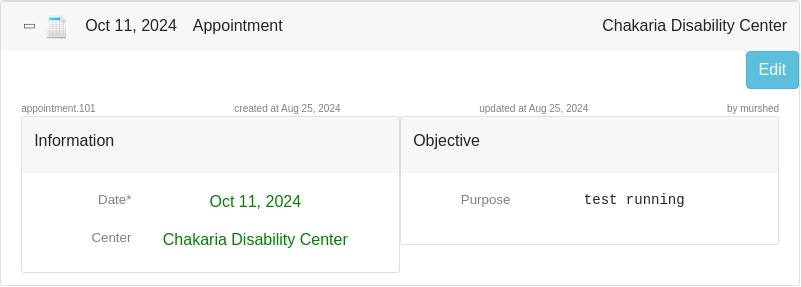 Oct 11, 2024 Appointment Chakaria Disability Center
Edit
appointment.101 created at Aug 25, 2024 updated at Aug 25, 2024 by murshed
Information
Date* Oct 11, 2024
Center Chakaria Disability Center
Objective
Purpose test running